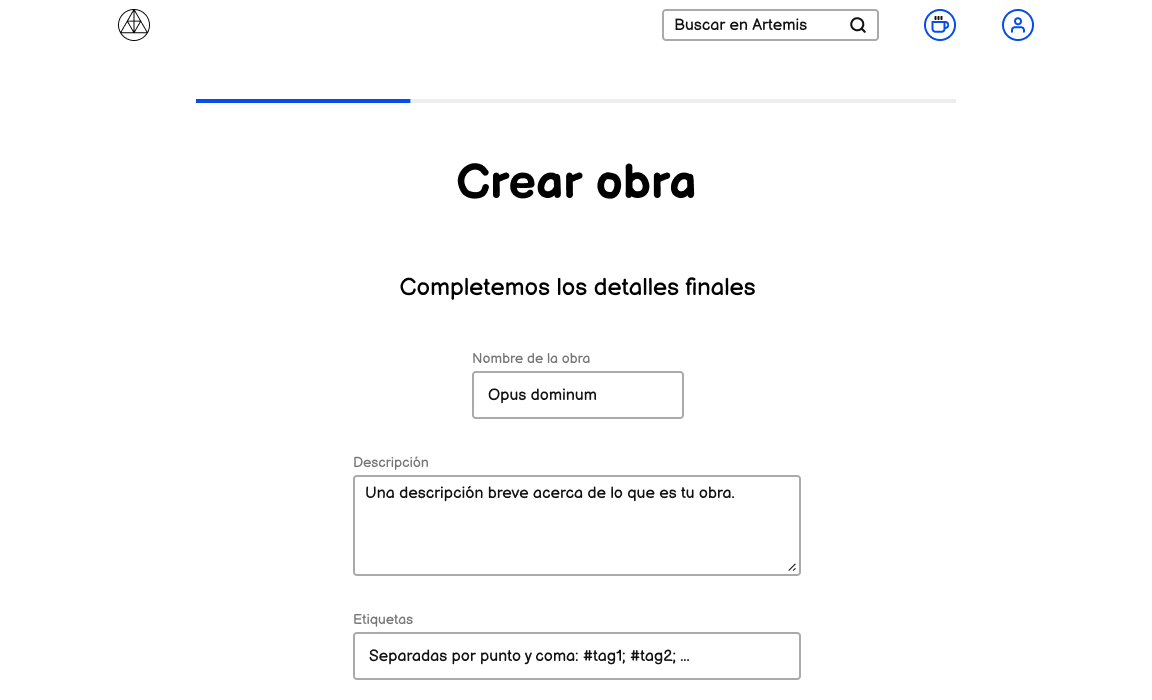 Buscar en Artemis
Crear obra
Completemos los detalles finales
Nombre de la obra
Opus dominum
Descripción
Una descripción breve acerca de lo que es tu obra.
Etiquetas
Separadas por punto y coma: #tag1; #tag2; ...